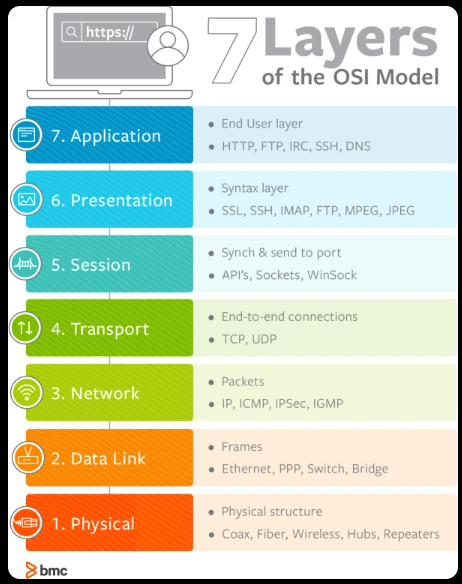 https://
7 Layers
of the OSI Model
7. Application
• End User layer
• HTTP, FTP, IRC, SSH, DNS
6. Presentation
• Syntax layer
• SSL, SSH, IMAP, FTP, MPEG, JPEG
5. Session
• Synch & send to port
• API's, Sockets, WinSock
4. Transport
• End-to-end connections
• TCP, UDP
3. Network
• Packets
• IP, ICMP, IPSec, IGMP
2. Data Link
• Frames
• Ethernet, PPP, Switch, Bridge
1. Physical
• Physical structure
• Coax, Fiber, Wireless, Hubs, Repeaters
bmc